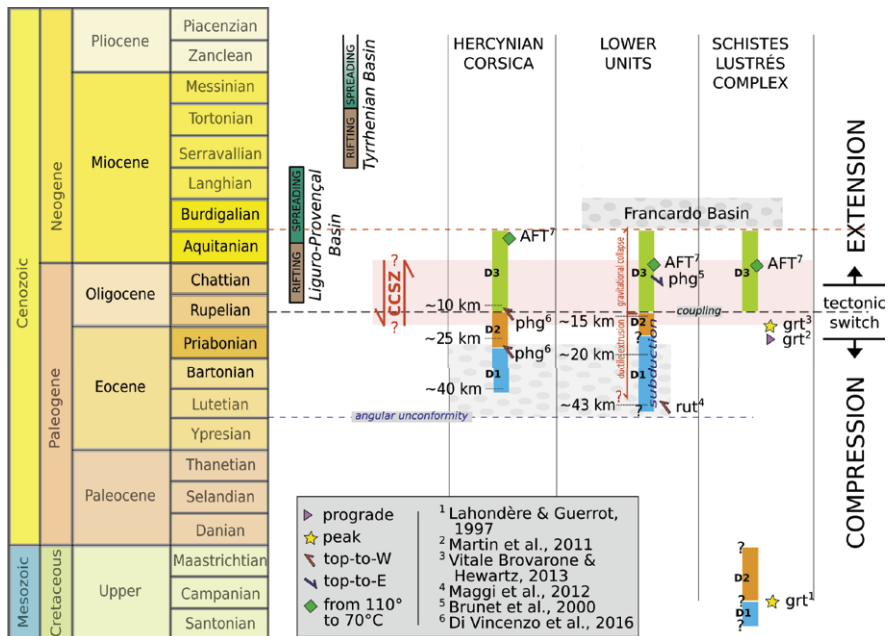 Cenozoic
Mesozoic
Neogene
Paleogene
Cretaceous
Pliocene
Miocene
Oligocene
Eocene
Paleocene
Upper
Piacenzian
Zanclean
Messinian
Tortonian
Serravallian
Langhian
Burdigalian
Aquitanian
Chattian
Rupelian
Priabonian
Bartonian
Lutetian
Ypresian
Thanetian
Selandian
Danian
Maastrichtian
Campanian
Santonian
RIFTING
SPREADING
Liguro-Provençal
Basin
RIFTING
SPREADING
Tyrrhenian Basin
?
CCSZ
?
HERCYNIAN
CORSICA
AFT7
D3
~10 km
phg6
D2
~25 km
phg6
D1
~40 km
angular unconformity
LOWER
UNITS
Francardo Basin
gravitational collapse
ductile extrusion
?
AFT7
D3
phg5
~15 km
D2
?
~20 km
D1
subduction
~43 km
rut4
?
coupling
SCHISTES
LUSTRÉS
COMPLEX
D3
AFT7
grt3
grt2
?
D2
?
D1
grt1
?
EXTENSION
tectonic
switch
COMPRESSION
prograde
peak
top-to-W
top-to-E
from 110°
to 70°C
1 Lahondère & Guerrot,
1997
2 Martin et al., 2011
3 Vitale Brovarone &
Hewartz, 2013
4 Maggi et al., 2012
5 Brunet et al., 2000
6 Di Vincenzo et al., 2016